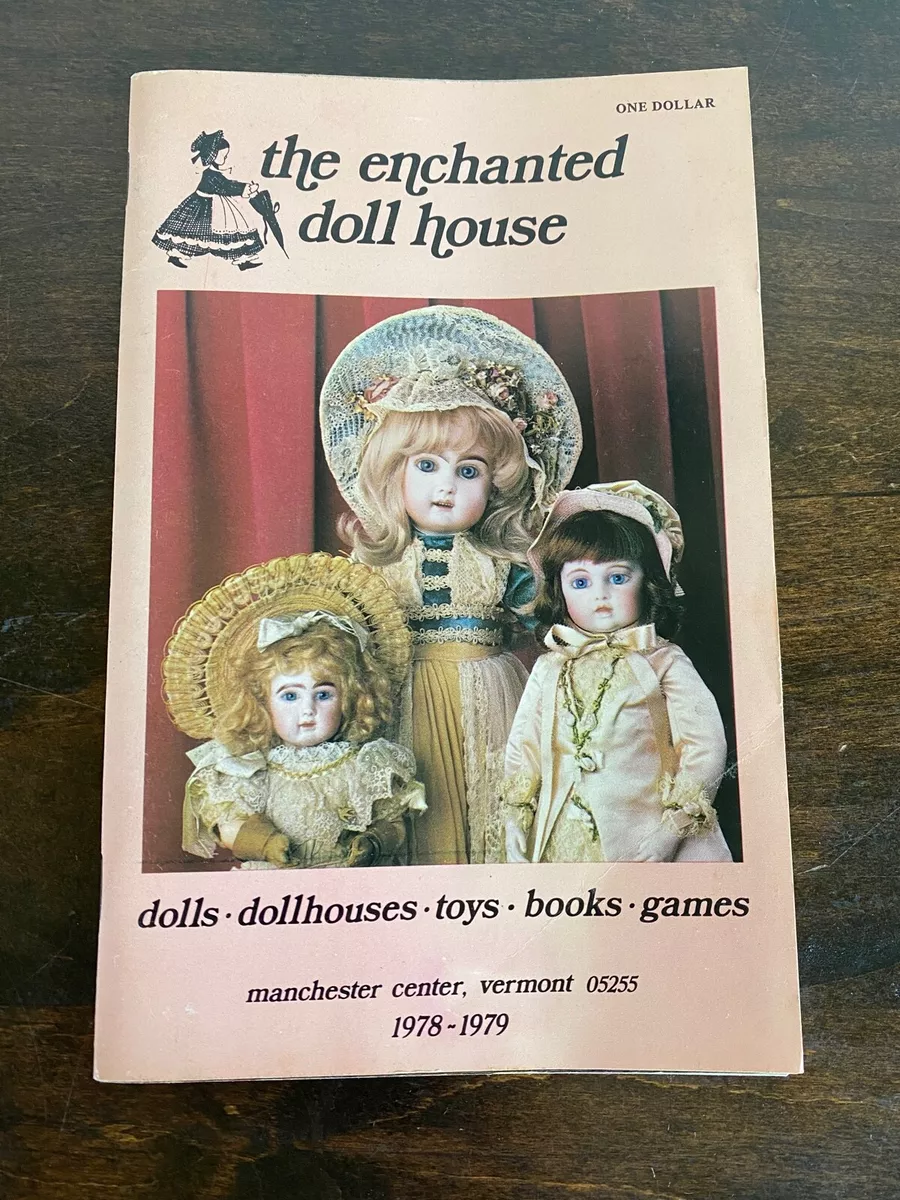 ONE DOLLAR
the enchanted
doll house
dolls · dollhouses · toys · books · games
manchester center, vermont 05255
1978 - 1979